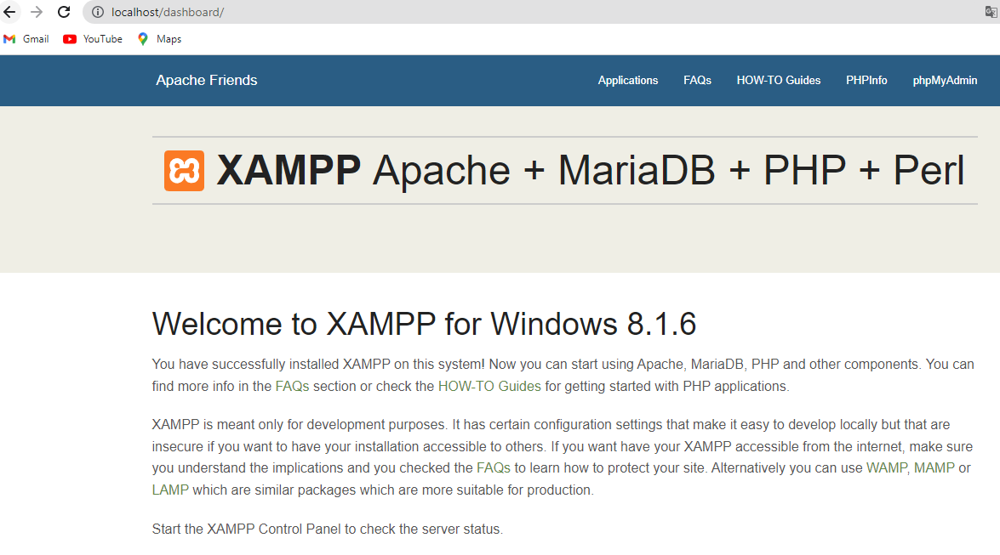 localhost/dashboard/
Gmail YouTube Maps
Apache Friends Applications FAQs HOW-TO Guides PHPInfo phpMyAdmin
XAMPP Apache + MariaDB + PHP + Perl
Welcome to XAMPP for Windows 8.1.6
You have successfully installed XAMPP on this system! Now you can start using Apache, MariaDB, PHP and other components. You can
find more info in the FAQs section or check the HOW-TO Guides for getting started with PHP applications.
XAMPP is meant only for development purposes. It has certain configuration settings that make it easy to develop locally but that are
insecure if you want to have your installation accessible to others. If you want have your XAMPP accessible from the internet, make sure
you understand the implications and you checked the FAQs to learn how to protect your site. Alternatively you can use WAMP, MAMP or
LAMP which are similar packages which are more suitable for production.
Start the XAMPP Control Panel to check the server status.